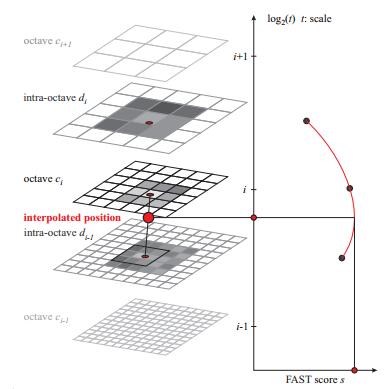 octave c_{i+1}
log_2(t)  t: scale
i+1
intra-octave d_i
octave c_i
i
interpolated position
intra-octave d_{i-1}
octave c_{i-1}
i-1
FAST score s